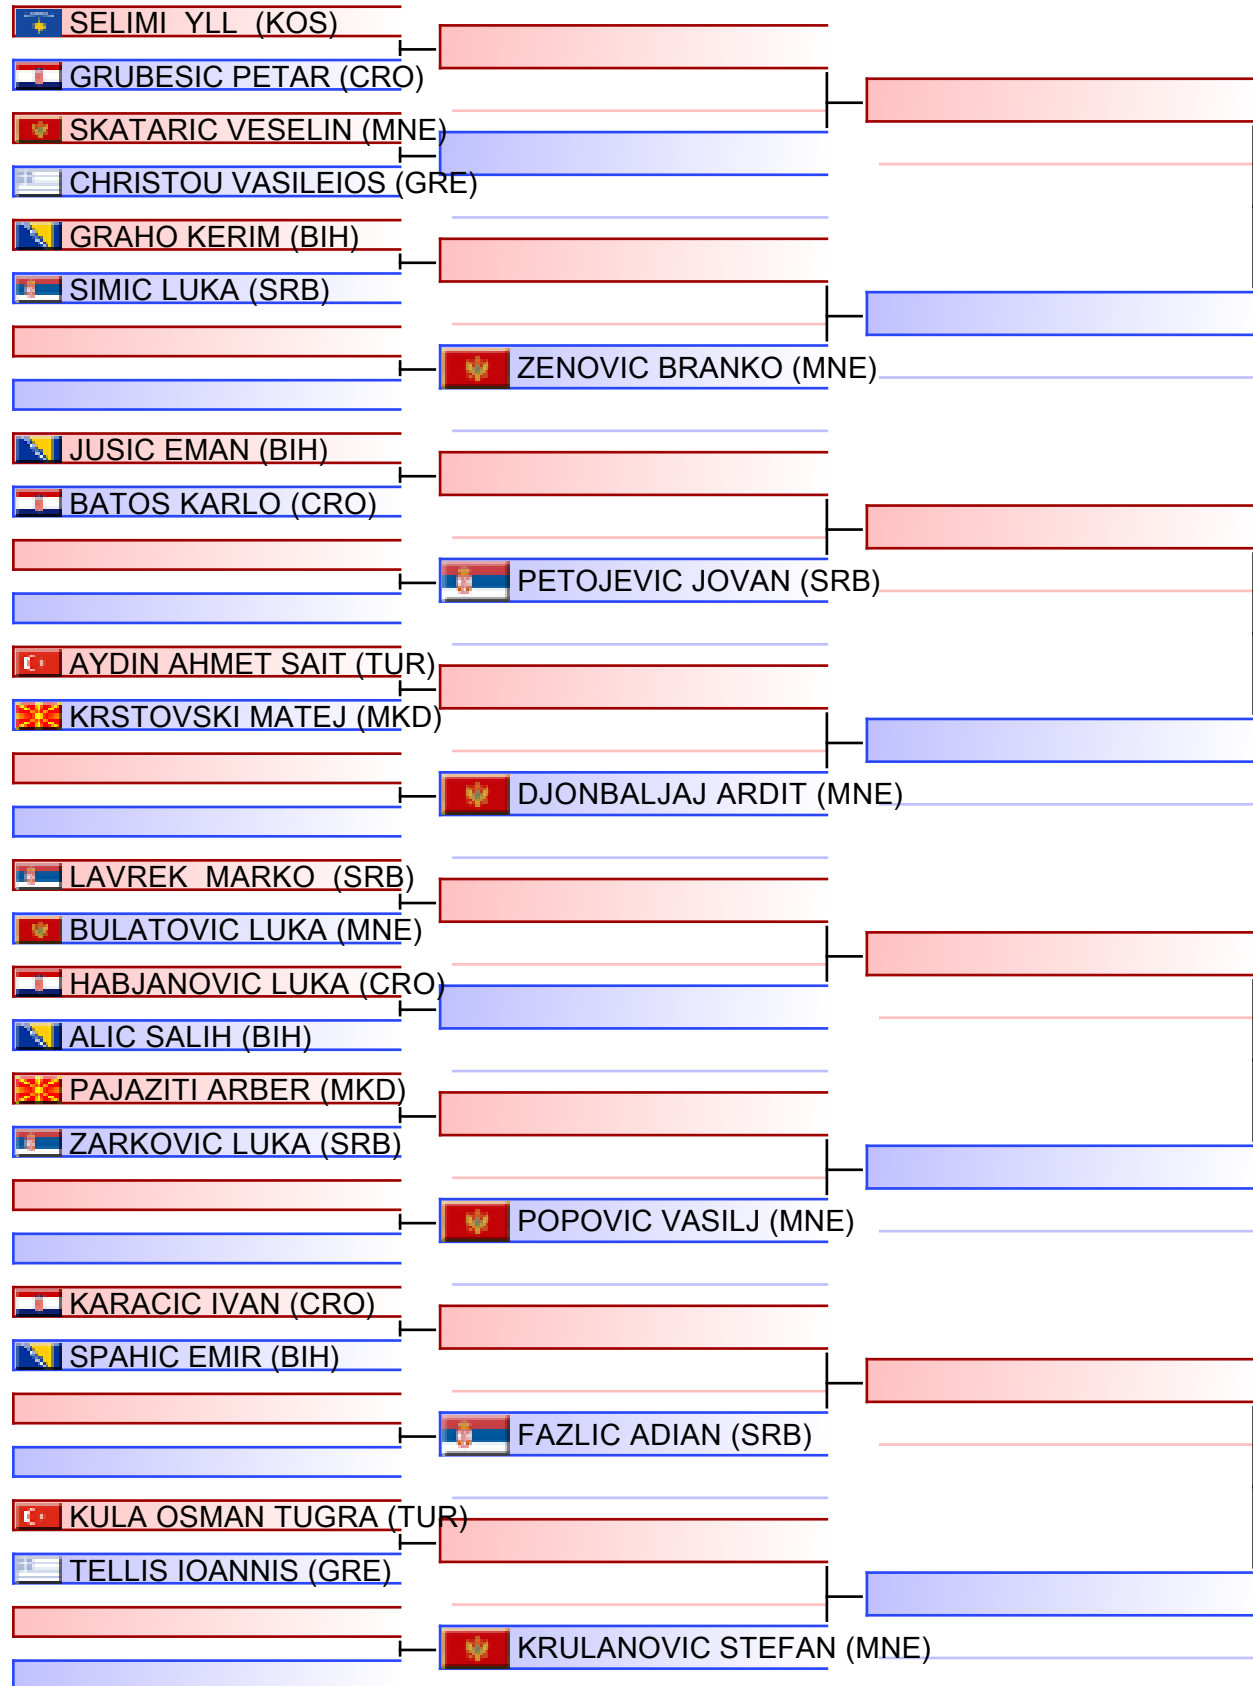 SELIMI  YLL  (KOS)
GRUBESIC PETAR (CRO)
SKATARIC VESELIN (MNE)
CHRISTOU VASILEIOS (GRE)
GRAHO KERIM (BIH)
SIMIC LUKA (SRB)
ZENOVIC BRANKO (MNE)
JUSIC EMAN (BIH)
BATOS KARLO (CRO)
PETOJEVIC JOVAN (SRB)
AYDIN AHMET SAIT (TUR)
KRSTOVSKI MATEJ (MKD)
DJONBALJAJ ARDIT (MNE)
LAVREK  MARKO  (SRB)
BULATOVIC LUKA (MNE)
HABJANOVIC LUKA (CRO)
ALIC SALIH (BIH)
PAJAZITI ARBER (MKD)
ZARKOVIC LUKA (SRB)
POPOVIC VASILJ (MNE)
KARACIC IVAN (CRO)
SPAHIC EMIR (BIH)
FAZLIC ADIAN (SRB)
KULA OSMAN TUGRA (TUR)
TELLIS IOANNIS (GRE)
KRULANOVIC STEFAN (MNE)